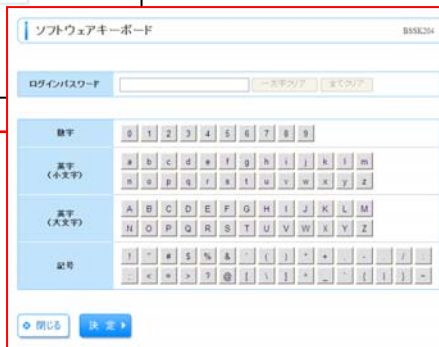 ソフトウェアキーボード BSSK204
ログインパスワード 一文字クリア 全てクリア
数字 0 1 2 3 4 5 6 7 8 9
英字
(小文字)
a b c d e f g h i j k l m
n o p q r s t u v w x y z
英字
(大文字)
A B C D E F G H I J K L M
N O P Q R S T U V W X Y Z
記号
! " # $ % & ' ( ) * + , - . / :
; < = > ? @ [ \ ] ^ _ ` { | } ~
閉じる 決定